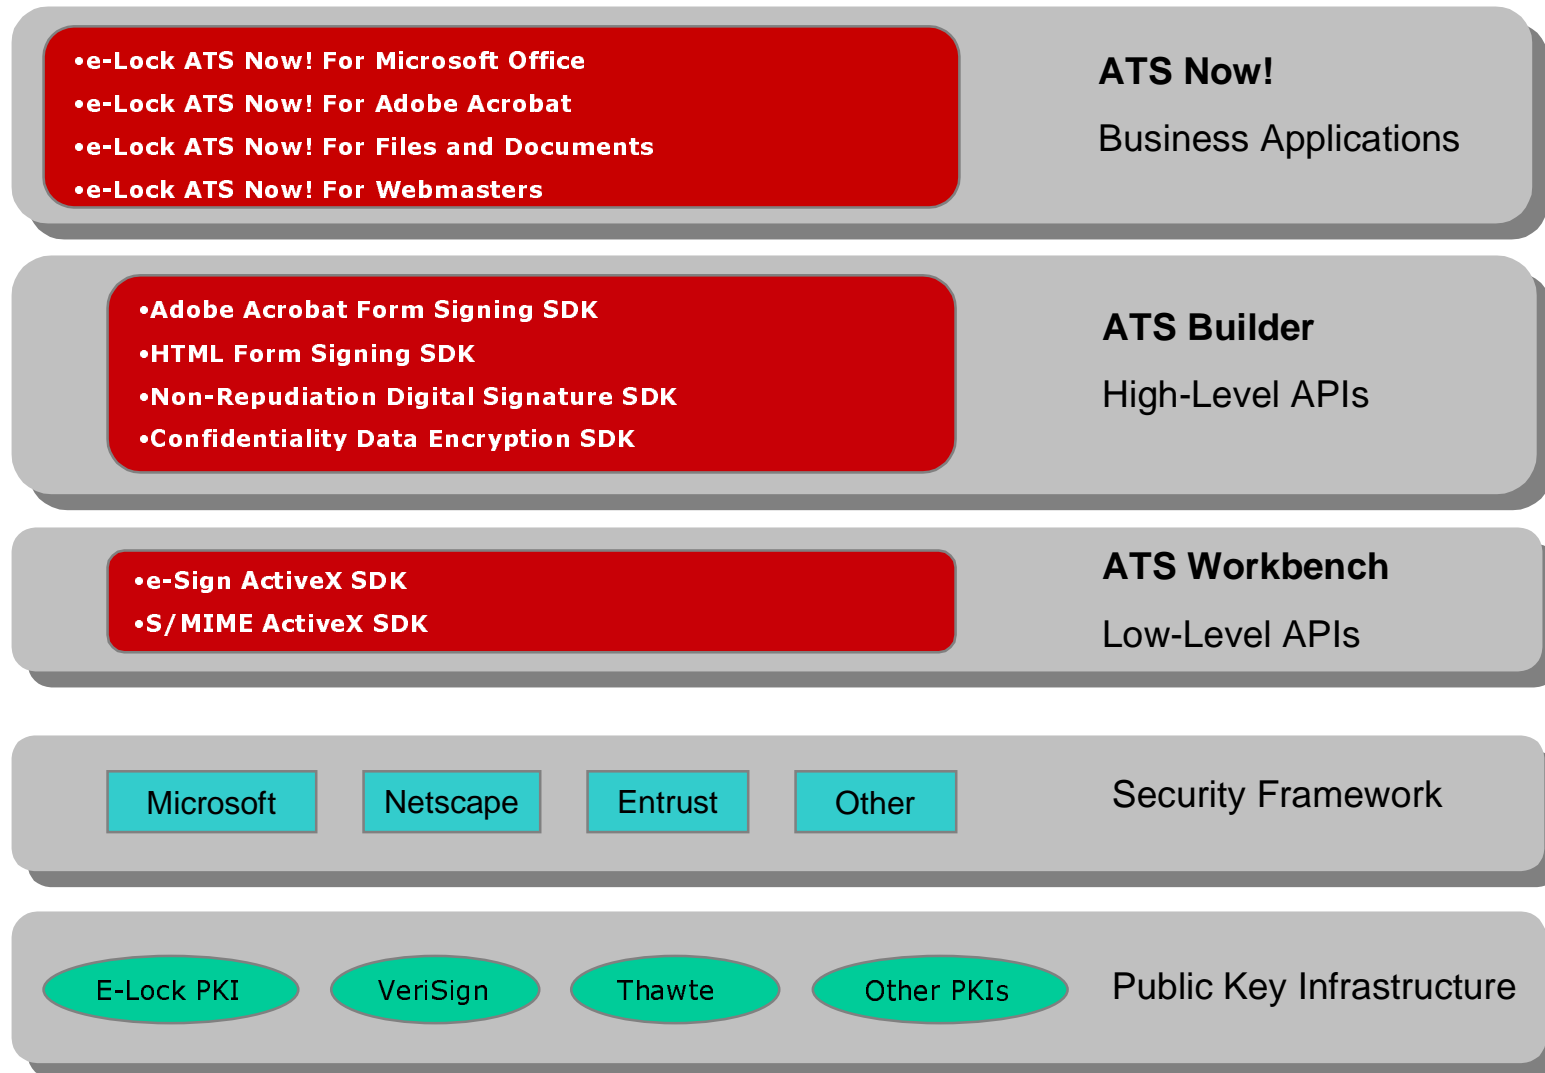 •e-Lock ATS Now! For Microsoft Office
•e-Lock ATS Now! For Adobe Acrobat
•e-Lock ATS Now! For Files and Documents
•e-Lock ATS Now! For Webmasters
ATS Now!
Business Applications
•Adobe Acrobat Form Signing SDK
•HTML Form Signing SDK
•Non-Repudiation Digital Signature SDK
•Confidentiality Data Encryption SDK
ATS Builder
High-Level APIs
•e-Sign ActiveX SDK
•S/MIME ActiveX SDK
ATS Workbench
Low-Level APIs
Microsoft
Netscape
Entrust
Other
Security Framework
E-Lock PKI
VeriSign
Thawte
Other PKIs
Public Key Infrastructure